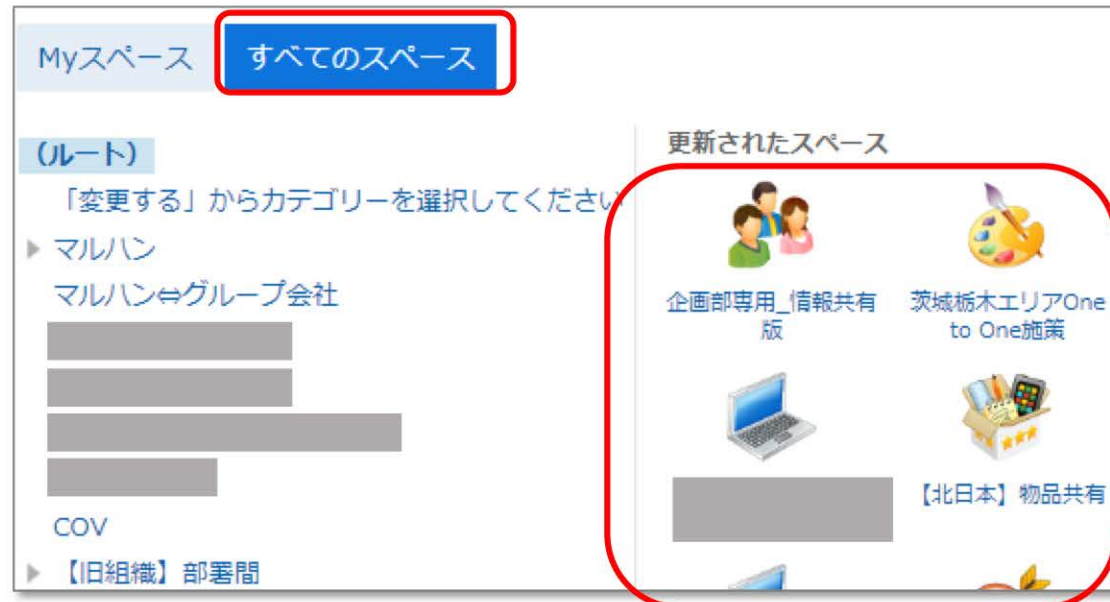 Myスペース
すべてのスペース
(ルート)
「変更する」からカテゴリーを選択してください
マルハン
マルハン⇔グループ会社
COV
【旧組織】部署間
更新されたスペース
企画部専用_情報共有
版
茨城栃木エリアOne
to One施策
【北日本】物品共有